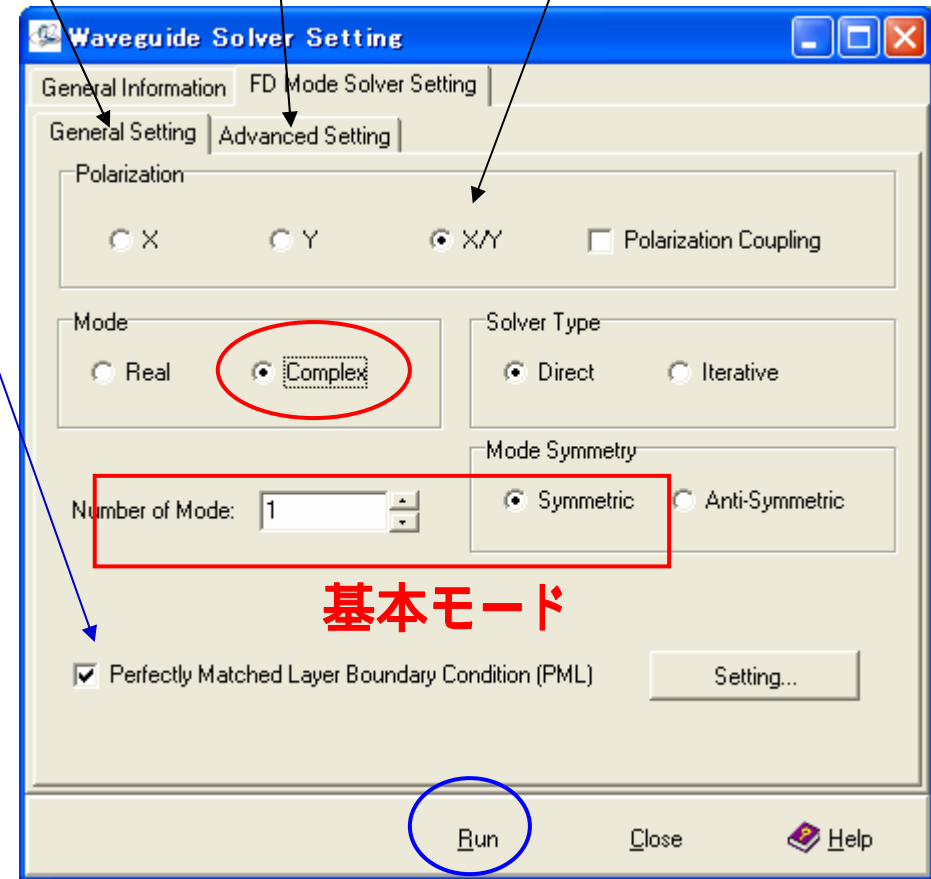 Waveguide Solver Setting
General Information FD Mode Solver Setting
General Setting Advanced Setting
Polarization
X Y X/Y Polarization Coupling
Mode Solver Type
Real Complex Direct Iterative
Mode Symmetry
Number of Mode: 1 Symmetric Anti-Symmetric
基本モード
Perfectly Matched Layer Boundary Condition (PML) Setting...
Run Close Help